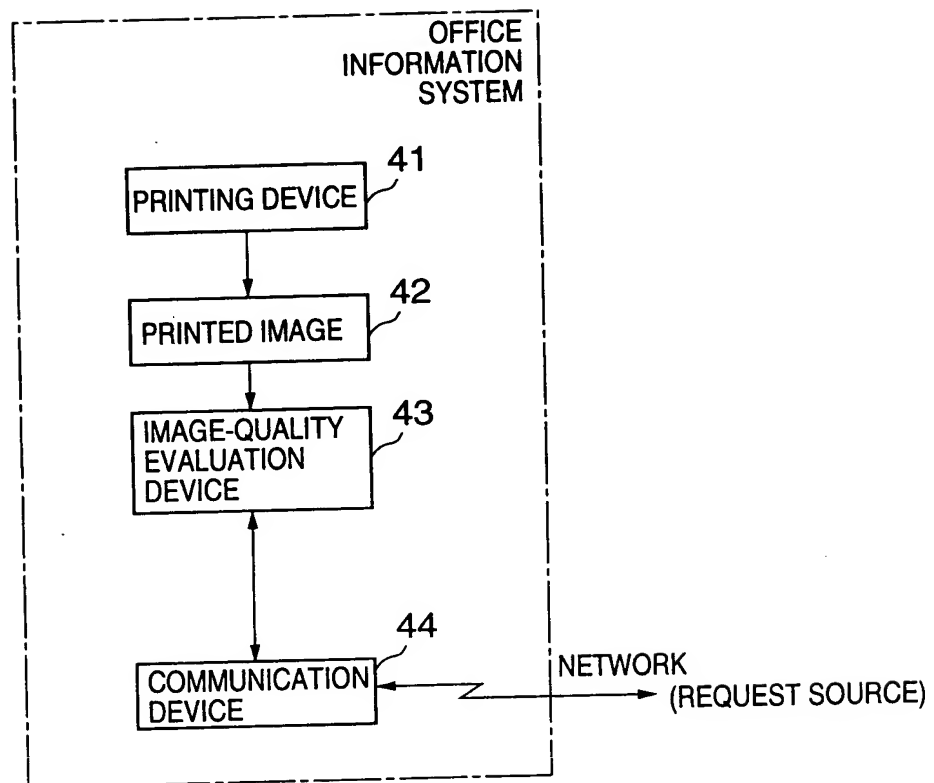 OFFICE
INFORMATION
SYSTEM
41
PRINTING DEVICE
42
PRINTED IMAGE
43
IMAGE-QUALITY
EVALUATION
DEVICE
44
COMMUNICATION
DEVICE
NETWORK
(REQUEST SOURCE)